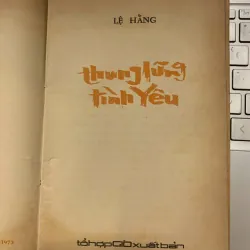 LỆ HẰNG
thung lũng
tình yêu
tổ hợp Gió xuất bản